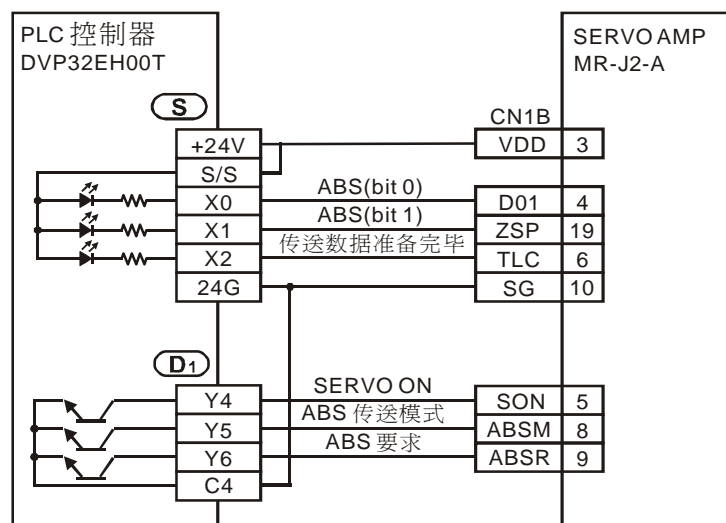 PLC 控制器
DVP32EH00T
SERVO AMP
MR-J2-A
S
CN1B
+24V
VDD 3
S/S
X0 ABS(bit 0) D01 4
X1 ABS(bit 1) ZSP 19
X2 传送数据准备完毕 TLC 6
24G SG 10
D1
Y4 SERVO ON SON 5
Y5 ABS 传送模式 ABSM 8
Y6 ABS 要求 ABSR 9
C4